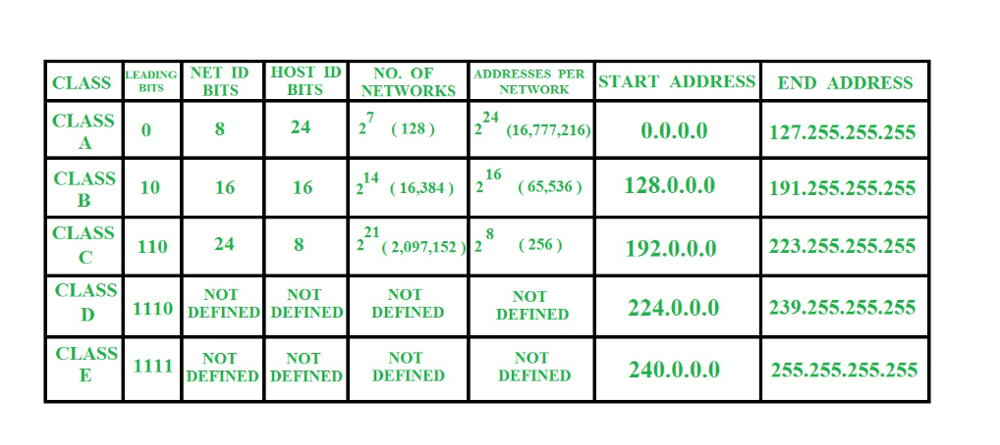 CLASS LEADING BITS NET ID BITS HOST ID BITS NO. OF NETWORKS ADDRESSES PER NETWORK START ADDRESS END ADDRESS
CLASS A 0 8 24 2^7 ( 128 ) 2^24 (16,777,216) 0.0.0.0 127.255.255.255
CLASS B 10 16 16 2^14 ( 16,384 ) 2^16 ( 65,536 ) 128.0.0.0 191.255.255.255
CLASS C 110 24 8 2^21 ( 2,097,152 ) 2^8 ( 256 ) 192.0.0.0 223.255.255.255
CLASS D 1110 NOT DEFINED NOT DEFINED NOT DEFINED NOT DEFINED 224.0.0.0 239.255.255.255
CLASS E 1111 NOT DEFINED NOT DEFINED NOT DEFINED NOT DEFINED 240.0.0.0 255.255.255.255